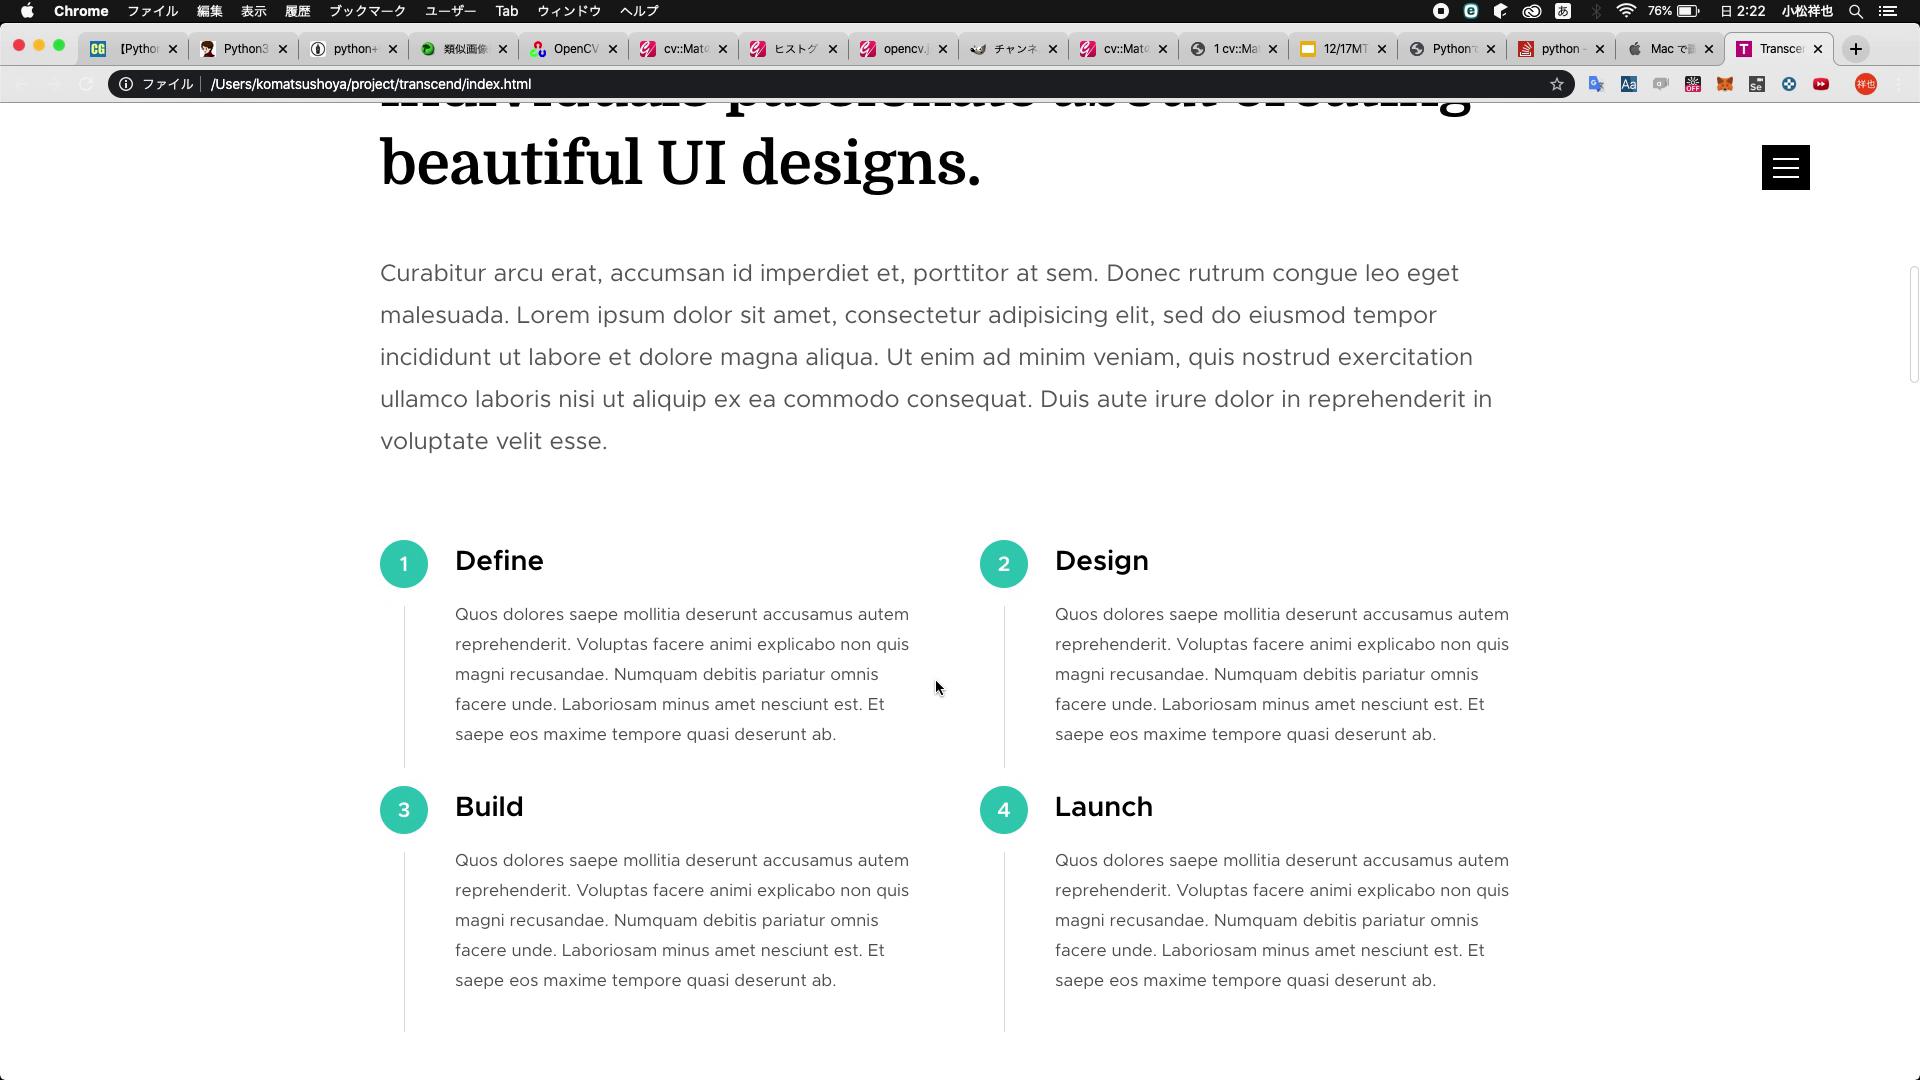 Chrome ファイル 編集 表示 履歴 ブックマーク ユーザー Tab ウィンドウ ヘルプ あ 76% 日 2:22 小松祥也
CG 【Pytho Python3 python+ 類似画像 OpenCV cv::Mat ヒストグ opencv. チャンネ cv::Mat 1 cv::Ma 12/17MT Python python - Mac で T Transce
ファイル /Users/komatsushoya/project/transcend/index.html Aa OFF Se 祥也
individuals passionate about creating
beautiful UI designs.
Curabitur arcu erat, accumsan id imperdiet et, porttitor at sem. Donec rutrum congue leo eget
malesuada. Lorem ipsum dolor sit amet, consectetur adipisicing elit, sed do eiusmod tempor
incididunt ut labore et dolore magna aliqua. Ut enim ad minim veniam, quis nostrud exercitation
ullamco laboris nisi ut aliquip ex ea commodo consequat. Duis aute irure dolor in reprehenderit in
voluptate velit esse.
1 Define
Quos dolores saepe mollitia deserunt accusamus autem
reprehenderit. Voluptas facere animi explicabo non quis
magni recusandae. Numquam debitis pariatur omnis
facere unde. Laboriosam minus amet nesciunt est. Et
saepe eos maxime tempore quasi deserunt ab.
2 Design
Quos dolores saepe mollitia deserunt accusamus autem
reprehenderit. Voluptas facere animi explicabo non quis
magni recusandae. Numquam debitis pariatur omnis
facere unde. Laboriosam minus amet nesciunt est. Et
saepe eos maxime tempore quasi deserunt ab.
3 Build
Quos dolores saepe mollitia deserunt accusamus autem
reprehenderit. Voluptas facere animi explicabo non quis
magni recusandae. Numquam debitis pariatur omnis
facere unde. Laboriosam minus amet nesciunt est. Et
saepe eos maxime tempore quasi deserunt ab.
4 Launch
Quos dolores saepe mollitia deserunt accusamus autem
reprehenderit. Voluptas facere animi explicabo non quis
magni recusandae. Numquam debitis pariatur omnis
facere unde. Laboriosam minus amet nesciunt est. Et
saepe eos maxime tempore quasi deserunt ab.